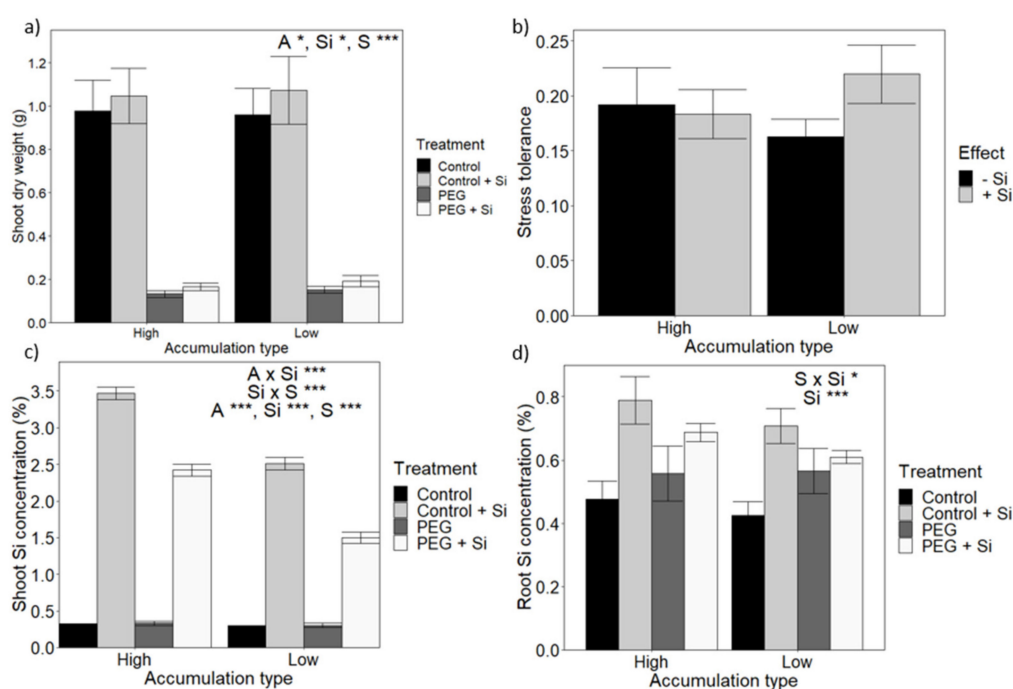 a)
A *, Si *, S ***
Shoot dry weight (g)
1.2
1.0
0.8
0.6
0.4
0.2
0.0
High
Low
Accumulation type
Treatment
Control
Control + Si
PEG
PEG + Si
b)
Stress tolerance
0.25
0.20
0.15
0.10
0.05
0.00
High
Low
Accumulation type
Effect
- Si
+ Si
c)
A x Si ***
Si x S ***
A ***, Si ***, S ***
Shoot Si concentraiton (%)
3.5
3.0
2.5
2.0
1.5
1.0
0.5
0.0
High
Low
Accumulation type
Treatment
Control
Control + Si
PEG
PEG + Si
d)
S x Si *
Si ***
Root Si concentration (%)
0.8
0.6
0.4
0.2
0.0
High
Low
Accumulation type
Treatment
Control
Control + Si
PEG
PEG + Si